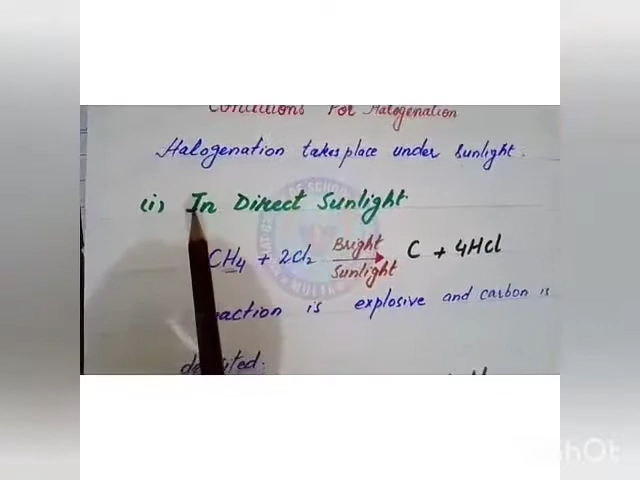 Conditions For Halogenation
Halogenation takes place under sunlight.
(i) In Direct Sunlight
CH4 + 2Cl2 Bright Sunlight → C + 4HCl
action is explosive and carbon is